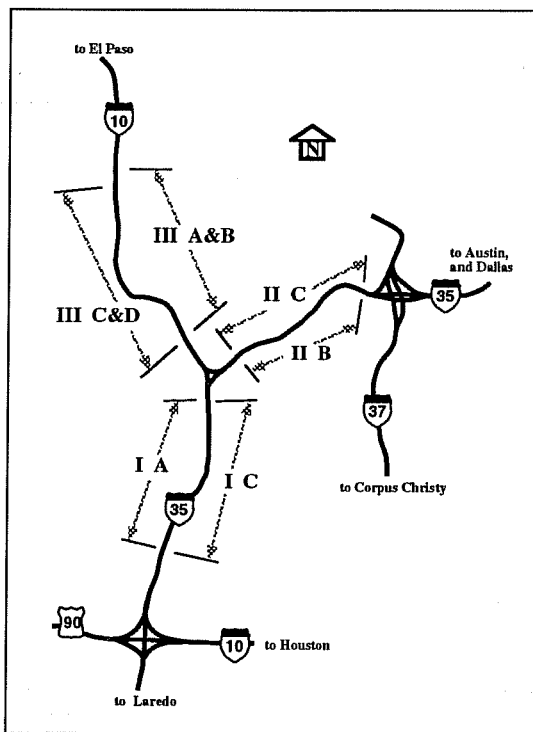 to El Paso
10
N
III A&B
to Austin,
and Dallas
II C
35
III C&D
II B
37
I A
I C
to Corpus Christy
35
90
10
to Houston
to Laredo